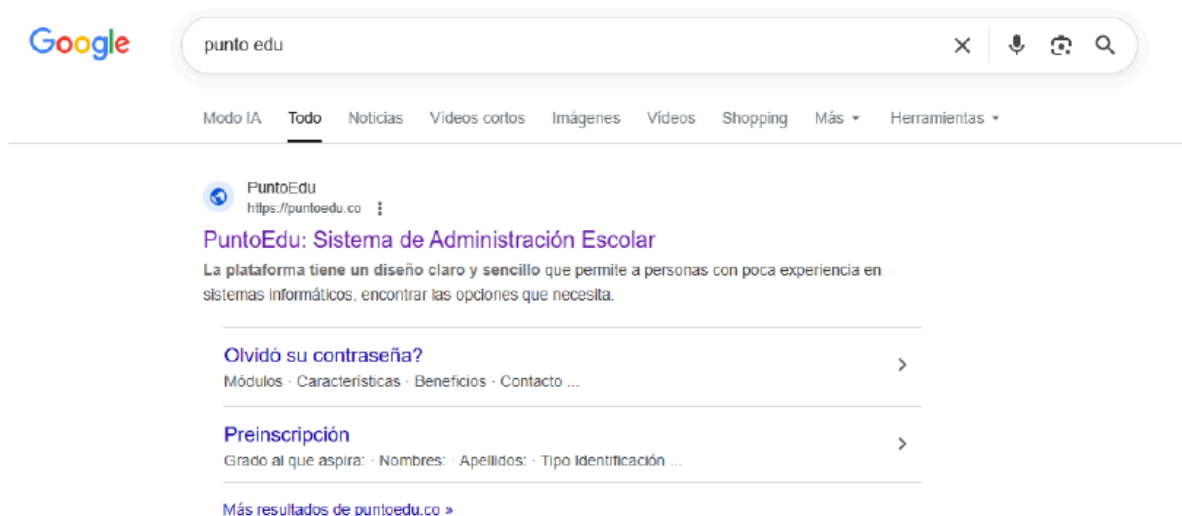 Google
punto edu
Modo IA Todo Noticias Vídeos cortos Imágenes Vídeos Shopping Más Herramientas
PuntoEdu
https://puntoedu.co
PuntoEdu: Sistema de Administración Escolar
La plataforma tiene un diseño claro y sencillo que permite a personas con poca experiencia en
sistemas informáticos, encontrar las opciones que necesita.
Olvidó su contraseña?
Módulos · Características · Beneficios · Contacto ...
Preinscripción
Grado al que aspira: · Nombres: · Apellidos: · Tipo Identificación ...
Más resultados de puntoedu.co »